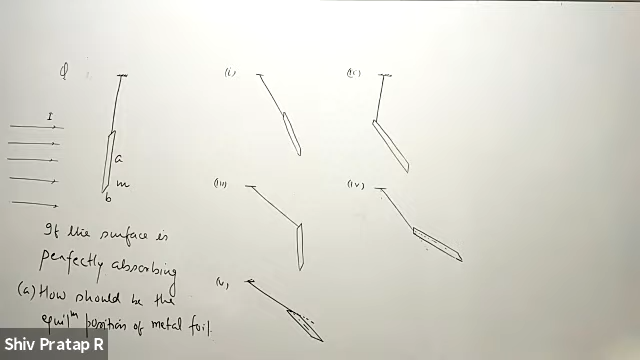 Q
(i)
(ii)
I
a
m
b
(iii)
(iv)
If the surface is
perfectly absorbing
(a) How should be the
equilᵐ position of metal foil.
(v)
Shiv Pratap R